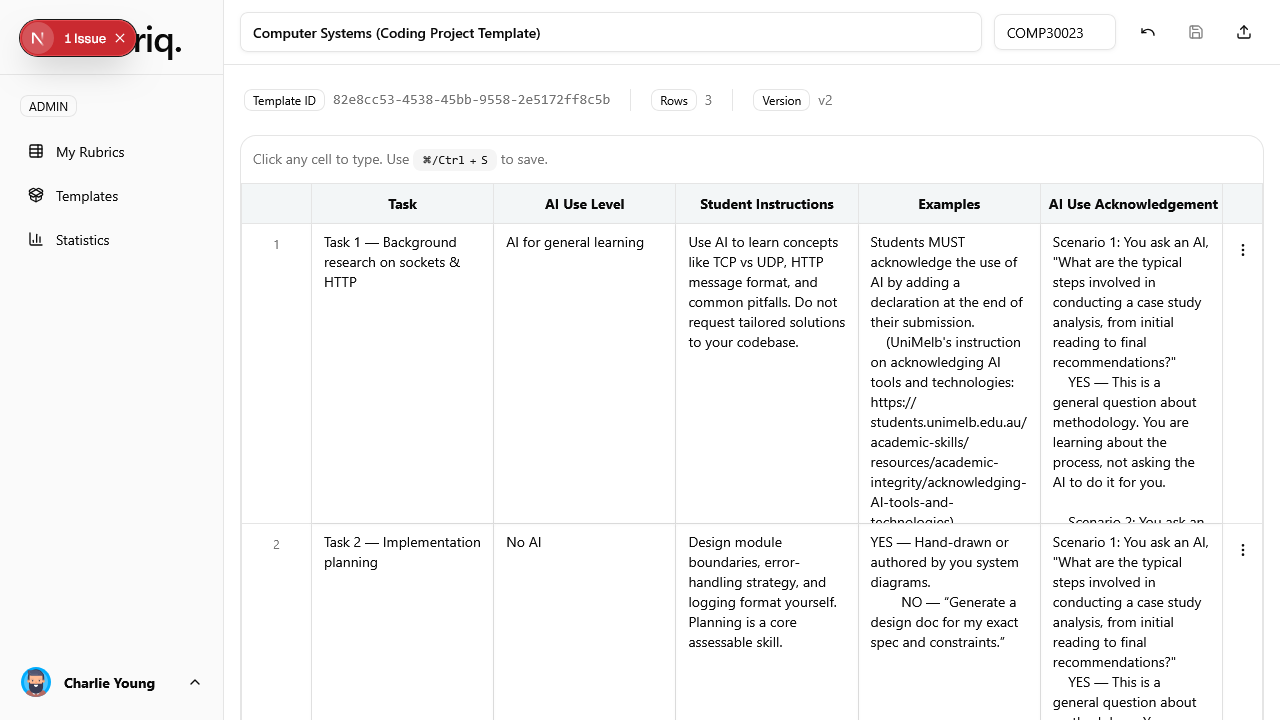 1 Issue
riq.
Computer Systems (Coding Project Template)
COMP30023
ADMIN
My Rubrics
Templates
Statistics
Charlie Young
Template ID 82e8cc53-4538-45bb-9558-2e5172ff8c5b Rows 3 Version v2
Click any cell to type. Use ⌘/Ctrl + S to save.
Task AI Use Level Student Instructions Examples AI Use Acknowledgement
1
Task 1 — Background
research on sockets &
HTTP
AI for general learning
Use AI to learn concepts
like TCP vs UDP, HTTP
message format, and
common pitfalls. Do not
request tailored solutions
to your codebase.
Students MUST
acknowledge the use of
AI by adding a
declaration at the end of
their submission.
(UniMelb's instruction
on acknowledging AI
tools and technologies:
https://
students.unimelb.edu.au/
academic-skills/
resources/academic-
integrity/acknowledging-
AI-tools-and-
technologies)
Scenario 1: You ask an AI,
"What are the typical
steps involved in
conducting a case study
analysis, from initial
reading to final
recommendations?"
YES — This is a
general question about
methodology. You are
learning about the
process, not asking the
AI to do it for you.
Scenario 2: You ask an
2
Task 2 — Implementation
planning
No AI
Design module
boundaries, error-
handling strategy, and
logging format yourself.
Planning is a core
assessable skill.
YES — Hand-drawn or
authored by you system
diagrams.
NO — “Generate a
design doc for my exact
spec and constraints.”
Scenario 1: You ask an AI,
"What are the typical
steps involved in
conducting a case study
analysis, from initial
reading to final
recommendations?"
YES — This is a
general question about